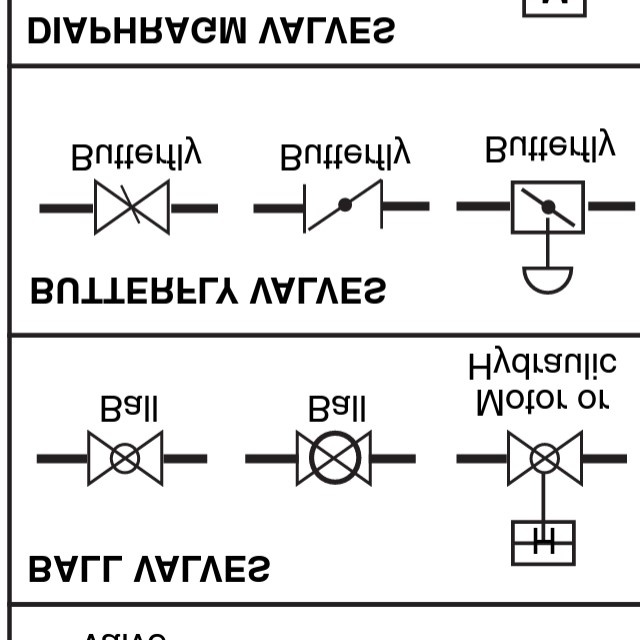 BALL VALVES
H
Ball
Ball
Motor or
Hydraulic
BUTTERFLY VALVES
Butterfly
Butterfly
Butterfly
DIAPHRAGM VALVES